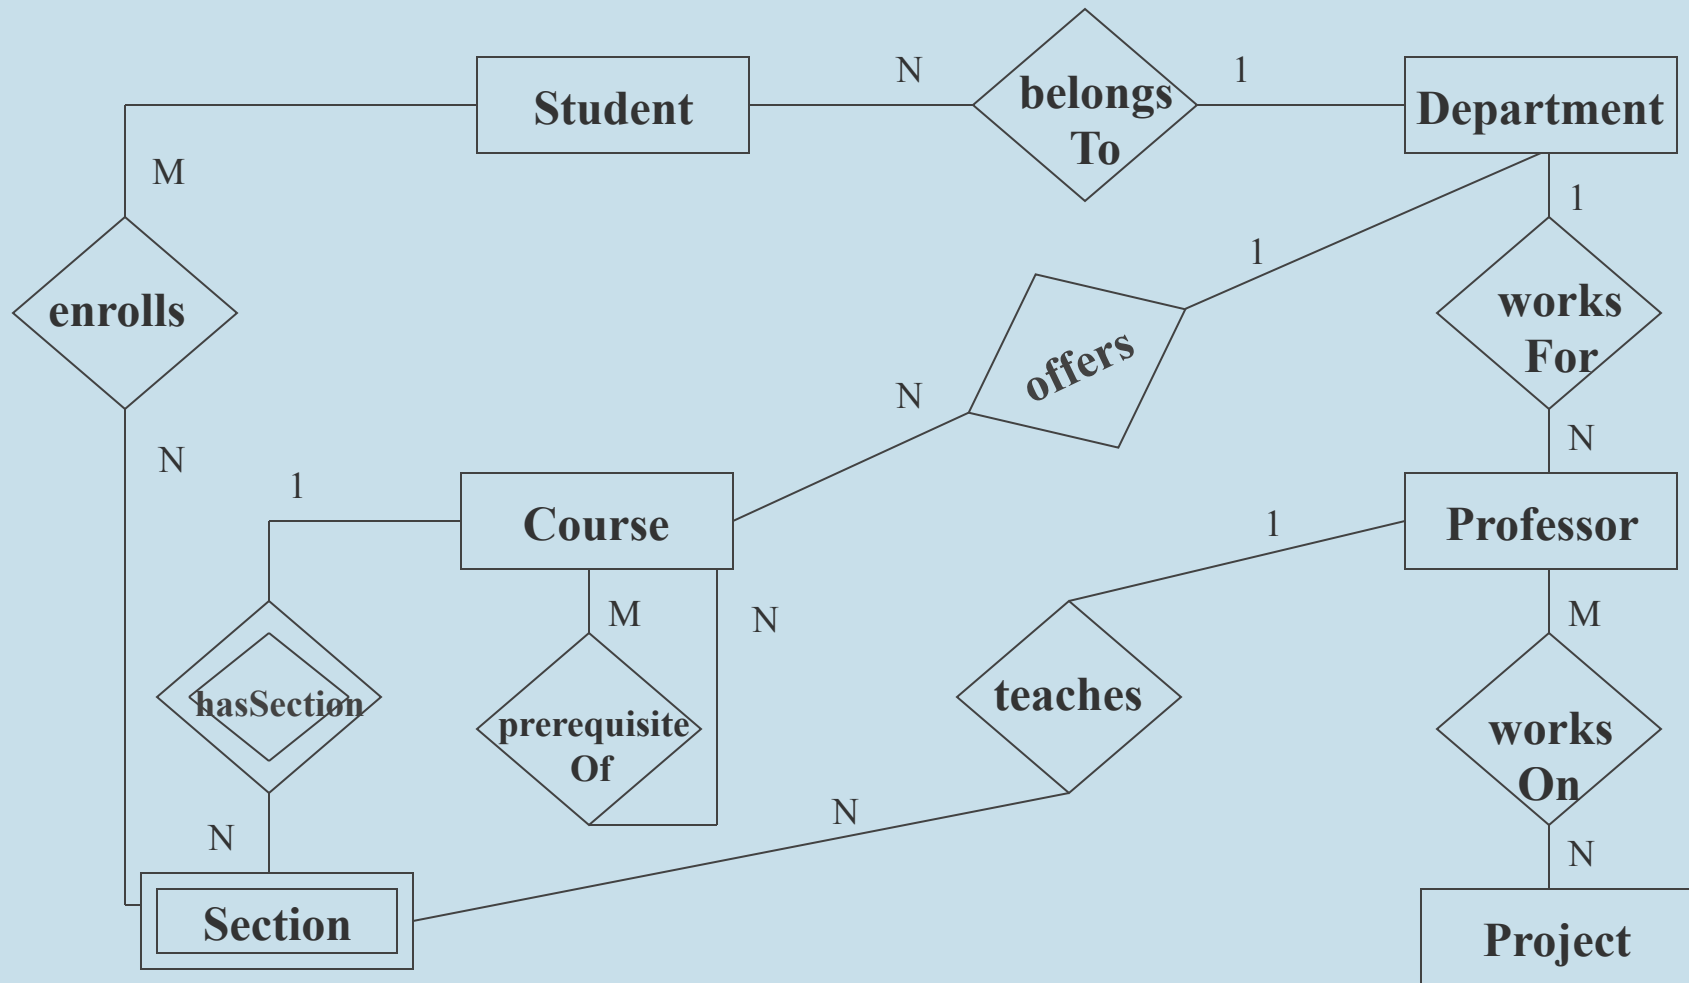 N
belongs
1
Student
Department
To
M
1
1
enrolls
works
offers
For
N
N
N
1
Course
1
Professor
M
N
M
hasSection
teaches
prerequisite
works
Of
On
N
N
N
Section
Project